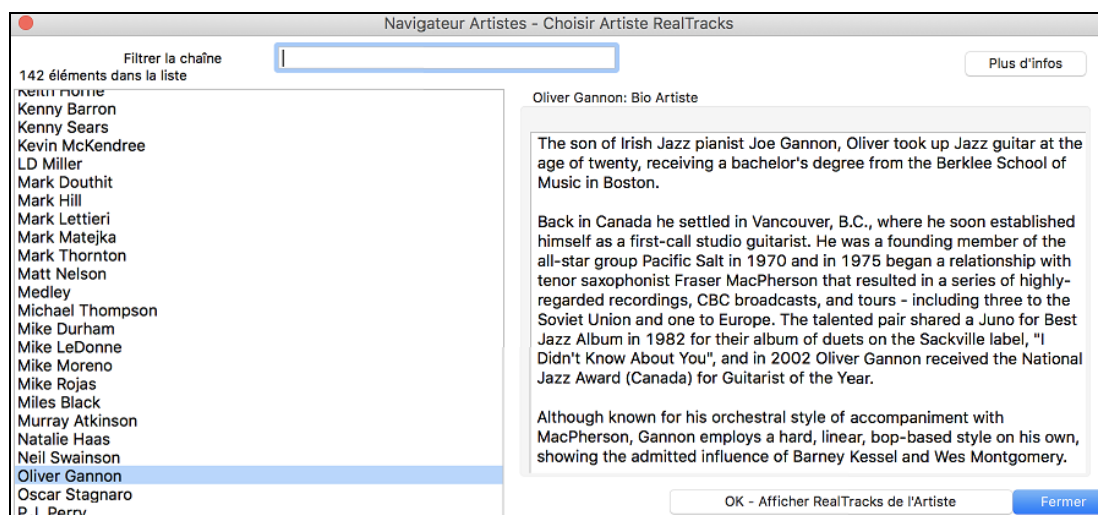 Navigateur Artistes - Choisir Artiste RealTracks
Filtrer la chaîne
142 éléments dans la liste
Plus d'infos
Keith Horne
Kenny Barron
Kenny Sears
Kevin McKendree
LD Miller
Mark Douthit
Mark Hill
Mark Lettieri
Mark Matejka
Mark Thornton
Matt Nelson
Medley
Michael Thompson
Mike Durham
Mike LeDonne
Mike Moreno
Mike Rojas
Miles Black
Murray Atkinson
Natalie Haas
Neil Swainson
Oliver Gannon
Oscar Stagnaro
P.J. Perry
Oliver Gannon: Bio Artiste
The son of Irish Jazz pianist Joe Gannon, Oliver took up Jazz guitar at the
age of twenty, receiving a bachelor's degree from the Berklee School of
Music in Boston.
Back in Canada he settled in Vancouver, B.C., where he soon established
himself as a first-call studio guitarist. He was a founding member of the
all-star group Pacific Salt in 1970 and in 1975 began a relationship with
tenor saxophonist Fraser MacPherson that resulted in a series of highly-
regarded recordings, CBC broadcasts, and tours - including three to the
Soviet Union and one to Europe. The talented pair shared a Juno for Best
Jazz Album in 1982 for their album of duets on the Sackville label, "I
Didn't Know About You", and in 2002 Oliver Gannon received the National
Jazz Award (Canada) for Guitarist of the Year.
Although known for his orchestral style of accompaniment with
MacPherson, Gannon employs a hard, linear, bop-based style on his own,
showing the admitted influence of Barney Kessel and Wes Montgomery.
OK - Afficher RealTracks de l'Artiste
Fermer